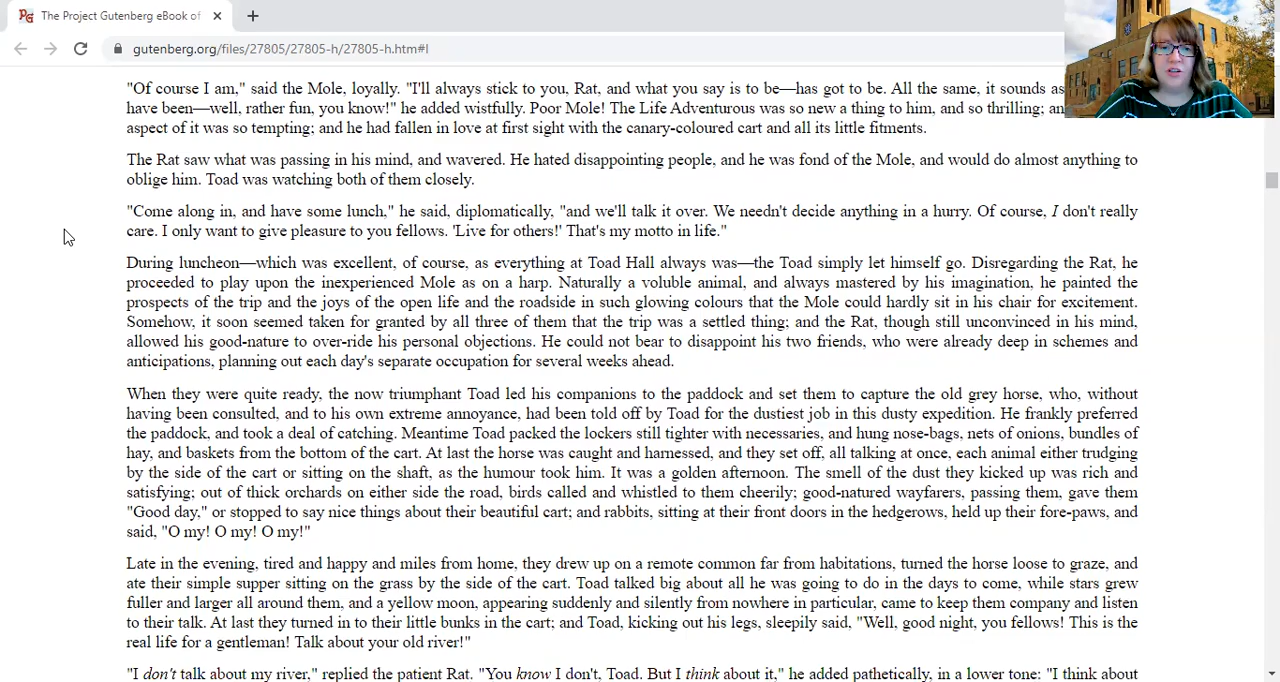 The Project Gutenberg eBook of
gutenberg.org/files/27805/27805-h/27805-h.htm#I
"Of course I am," said the Mole, loyally. "I'll always stick to you, Rat, and what you say is to be—has got to be. All the same, it sounds as
have been—well, rather fun, you know!" he added wistfully. Poor Mole! The Life Adventurous was so new a thing to him, and so thrilling;
aspect of it was so tempting; and he had fallen in love at first sight with the canary-coloured cart and all its little fitments.
The Rat saw what was passing in his mind, and wavered. He hated disappointing people, and he was fond of the Mole, and would do almost anything to
oblige him. Toad was watching both of them closely.
"Come along in, and have some lunch," he said, diplomatically, "and we'll talk it over. We needn't decide anything in a hurry. Of course, I don't really
care. I only want to give pleasure to you fellows. 'Live for others!' That's my motto in life."
During luncheon—which was excellent, of course, as everything at Toad Hall always was—the Toad simply let himself go. Disregarding the Rat, he
proceeded to play upon the inexperienced Mole as on a harp. Naturally a voluble animal, and always mastered by his imagination, he painted the
prospects of the trip and the joys of the open life and the roadside in such glowing colours that the Mole could hardly sit in his chair for excitement.
Somehow, it soon seemed taken for granted by all three of them that the trip was a settled thing; and the Rat, though still unconvinced in his mind,
allowed his good-nature to over-ride his personal objections. He could not bear to disappoint his two friends, who were already deep in schemes and
anticipations, planning out each day's separate occupation for several weeks ahead.
When they were quite ready, the now triumphant Toad led his companions to the paddock and set them to capture the old grey horse, who, without
having been consulted, and to his own extreme annoyance, had been told off by Toad for the dustiest job in this dusty expedition. He frankly preferred
the paddock, and took a deal of catching. Meantime Toad packed the lockers still tighter with necessaries, and hung nose-bags, nets of onions, bundles of
hay, and baskets from the bottom of the cart. At last the horse was caught and harnessed, and they set off, all talking at once, each animal either trudging
by the side of the cart or sitting on the shaft, as the humour took him. It was a golden afternoon. The smell of the dust they kicked up was rich and
satisfying; out of thick orchards on either side the road, birds called and whistled to them cheerily; good-natured wayfarers, passing them, gave them
"Good day," or stopped to say nice things about their beautiful cart; and rabbits, sitting at their front doors in the hedgerows, held up their fore-paws, and
said, "O my! O my! O my!"
Late in the evening, tired and happy and miles from home, they drew up on a remote common far from habitations, turned the horse loose to graze, and
ate their simple supper sitting on the grass by the side of the cart. Toad talked big about all he was going to do in the days to come, while stars grew
fuller and larger all around them, and a yellow moon, appearing suddenly and silently from nowhere in particular, came to keep them company and listen
to their talk. At last they turned in to their little bunks in the cart; and Toad, kicking out his legs, sleepily said, "Well, good night, you fellows! This is the
real life for a gentleman! Talk about your old river!"
"I don't talk about my river," replied the patient Rat. "You know I don't, Toad. But I think about it," he added pathetically, in a lower tone: "I think about